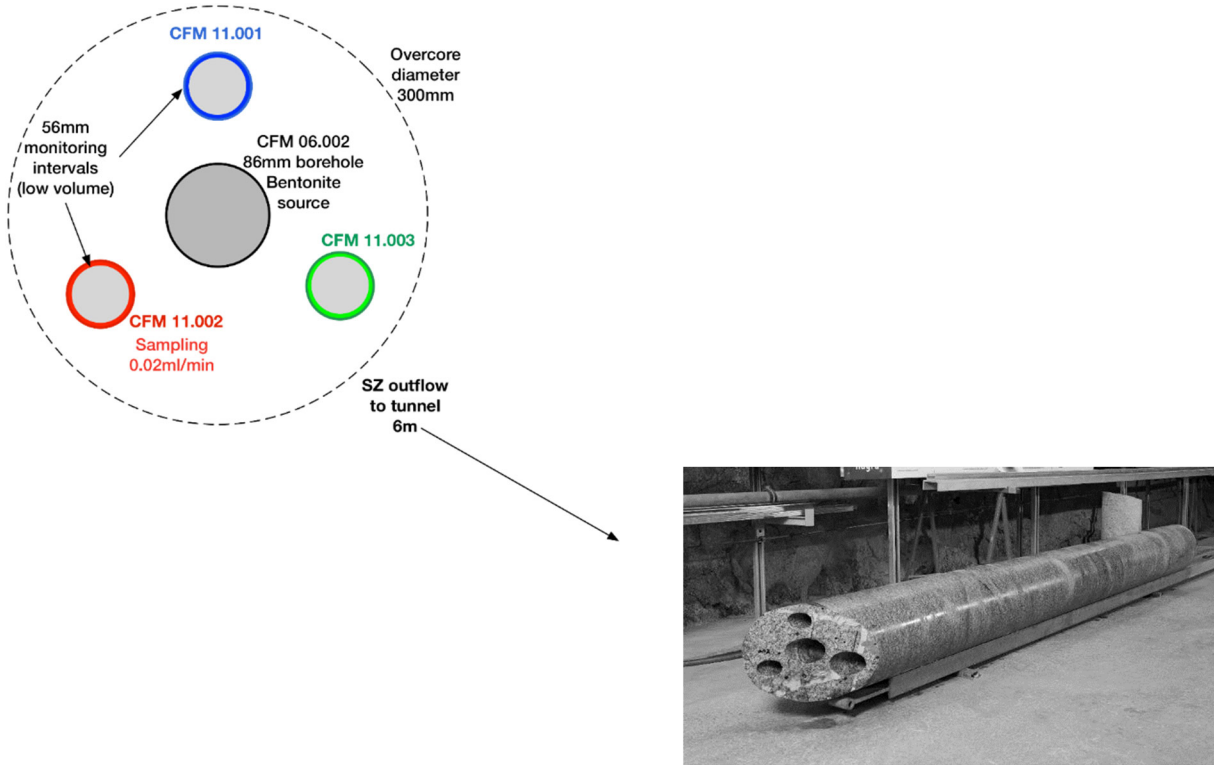 CFM 11.001
Overcore
diameter
300mm
56mm
monitoring
intervals
(low volume)
CFM 06.002
86mm borehole
Bentonite
source
CFM 11.003
CFM 11.002
Sampling
0.02ml/min
SZ outflow
to tunnel
6m
nagra